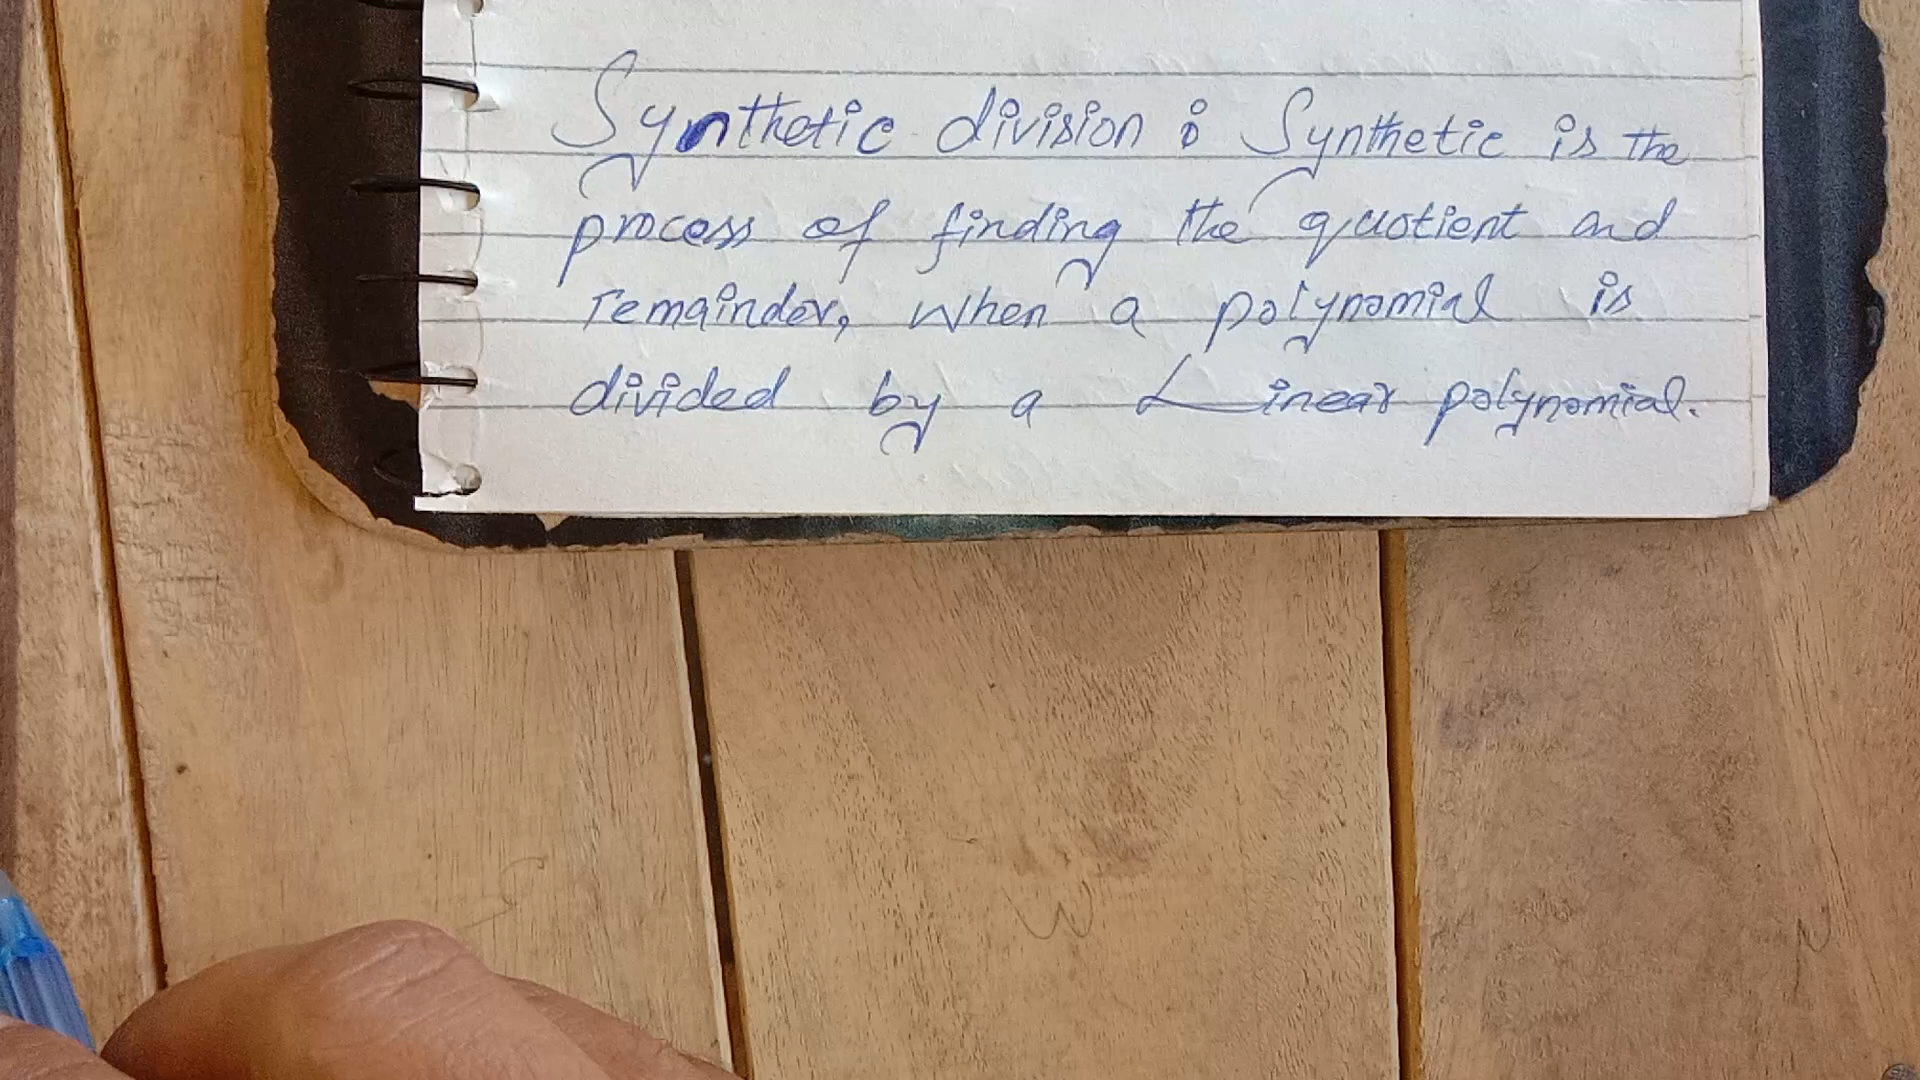 Synthetic division : Synthetic is the
process of finding the quotient and
remainder, when a polynomial is
divided by a Linear polynomial.